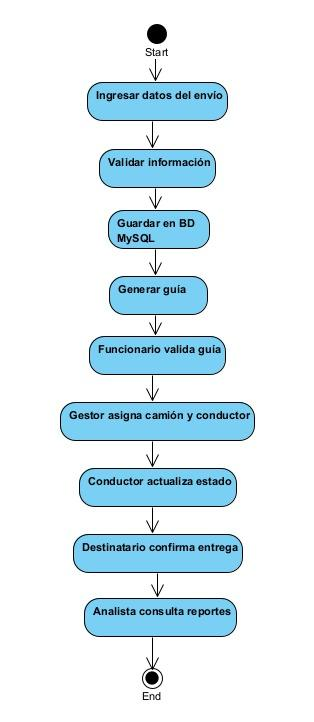 Start
Ingresar datos del envío
Validar información
Guardar en BD
MySQL
Generar guía
Funcionario valida guía
Gestor asigna camión y conductor
Conductor actualiza estado
Destinatario confirma entrega
Analista consulta reportes
End